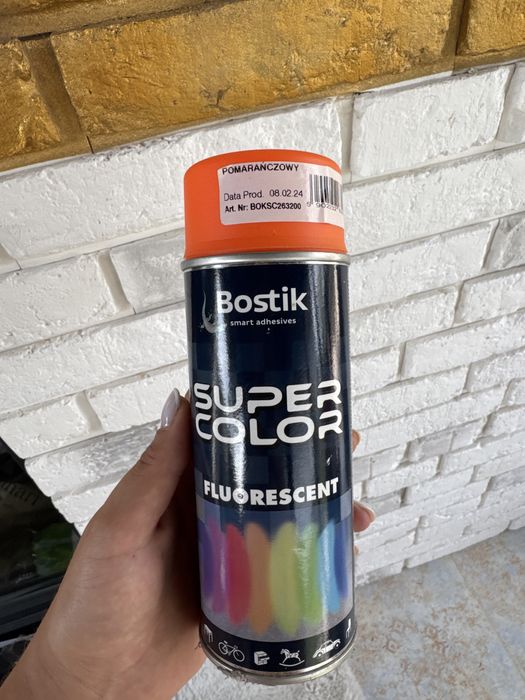 POMARAŃCZOWY
Data Prod. 08.02.24
Art. Nr: BOKSC263200
Bostik
smart adhesives
SUPER
COLOR
FLUORESCENT